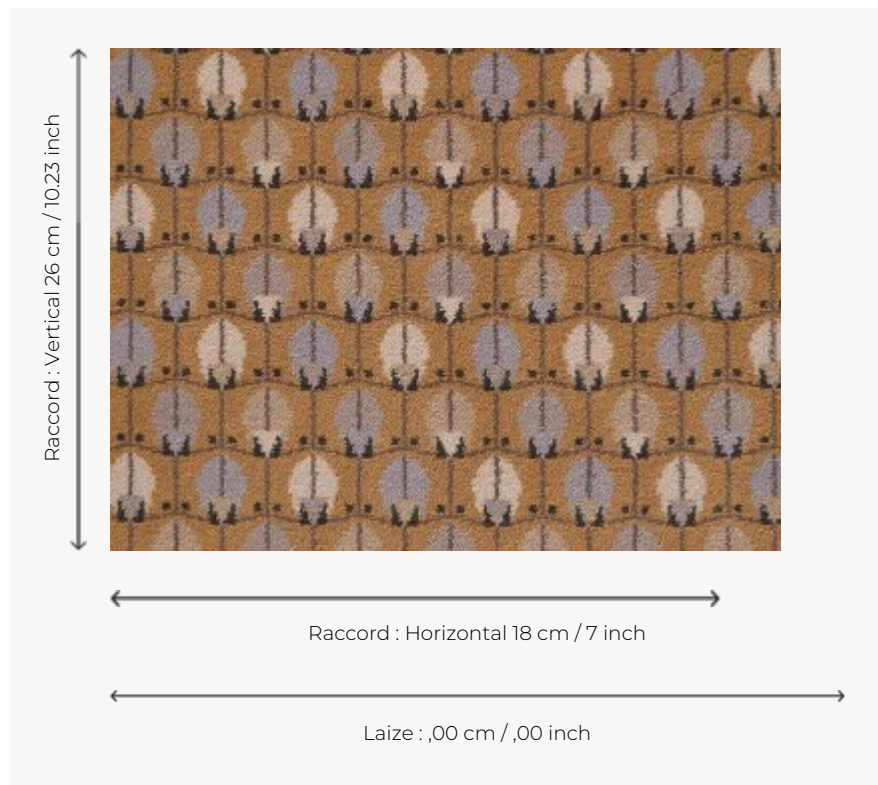 Raccord : Vertical 26 cm / 10.23 inch
Raccord : Horizontal 18 cm / 7 inch
Laize : ,00 cm / ,00 inch